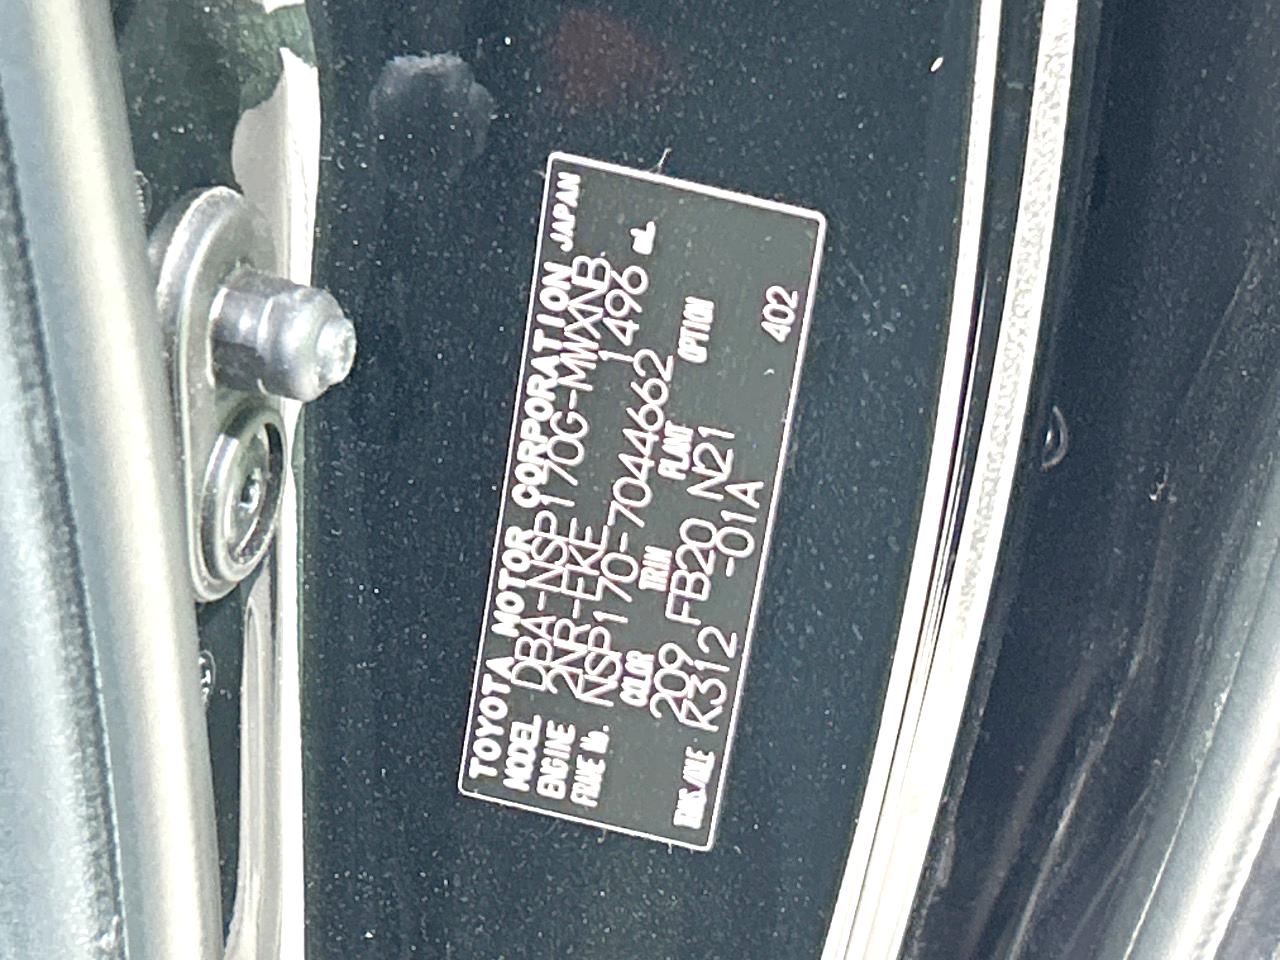 TOYOTA MOTOR CORPORATION JAPAN
MODEL DBA-NSP170G-MWXNB
ENGINE 2NR-FKE 1496 mL
FRAME No. NSP170-7044662
COLOR TRIM PLANT OPTION
209 FB20 N21
TRANS/AXLE K312 -01A
402